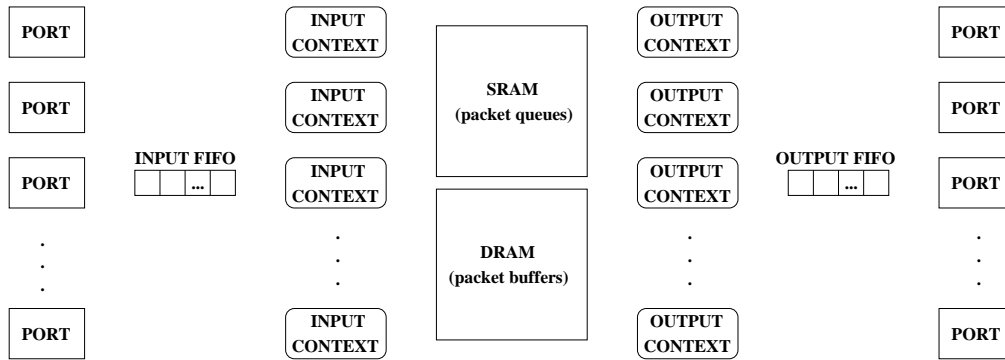 PORT
INPUT
CONTEXT
OUTPUT
CONTEXT
PORT
SRAM
(packet queues)
PORT
INPUT
CONTEXT
OUTPUT
CONTEXT
PORT
INPUT FIFO
...
OUTPUT FIFO
...
PORT
INPUT
CONTEXT
OUTPUT
CONTEXT
PORT
DRAM
(packet buffers)
PORT
INPUT
CONTEXT
OUTPUT
CONTEXT
PORT